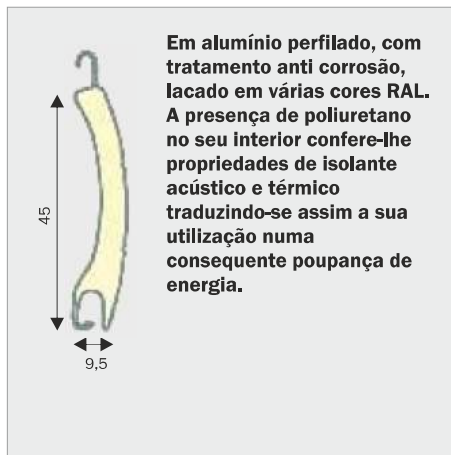 Em alumínio perfilado, com
tratamento anti corrosão,
lacado em várias cores RAL.
A presença de poliuretano
no seu interior confere-lhe
propriedades de isolante
acústico e térmico
traduzindo-se assim a sua
utilização numa
consequente poupança de
energia.
45
9,5